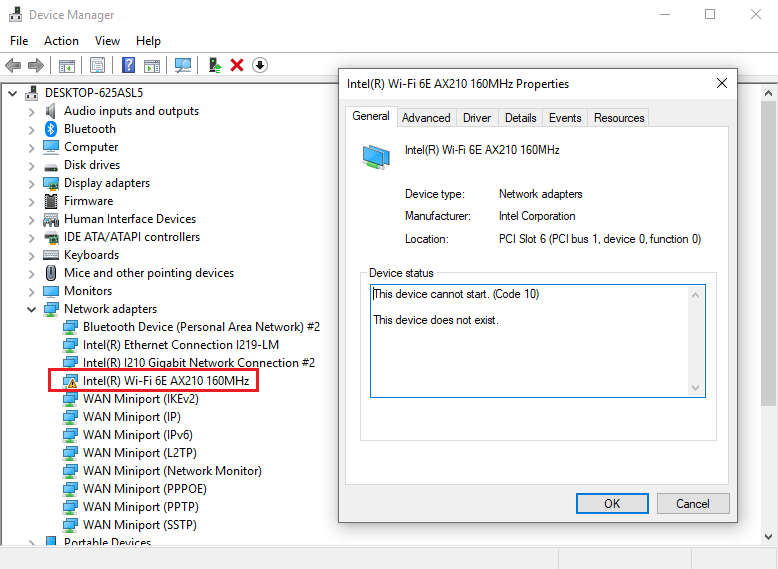 Device Manager
File Action View Help
DESKTOP-625ASL5
Audio inputs and outputs
Bluetooth
Computer
Disk drives
Display adapters
Firmware
Human Interface Devices
IDE ATA/ATAPI controllers
Keyboards
Mice and other pointing devices
Monitors
Network adapters
Bluetooth Device (Personal Area Network) #2
Intel(R) Ethernet Connection I219-LM
Intel(R) I210 Gigabit Network Connection #2
Intel(R) Wi-Fi 6E AX210 160MHz
WAN Miniport (IKEv2)
WAN Miniport (IP)
WAN Miniport (IPv6)
WAN Miniport (L2TP)
WAN Miniport (Network Monitor)
WAN Miniport (PPPOE)
WAN Miniport (PPTP)
WAN Miniport (SSTP)
Portable Devices
Intel(R) Wi-Fi 6E AX210 160MHz Properties
General Advanced Driver Details Events Resources
Intel(R) Wi-Fi 6E AX210 160MHz
Device type: Network adapters
Manufacturer: Intel Corporation
Location: PCI Slot 6 (PCI bus 1, device 0, function 0)
Device status
This device cannot start. (Code 10)
This device does not exist.
OK Cancel